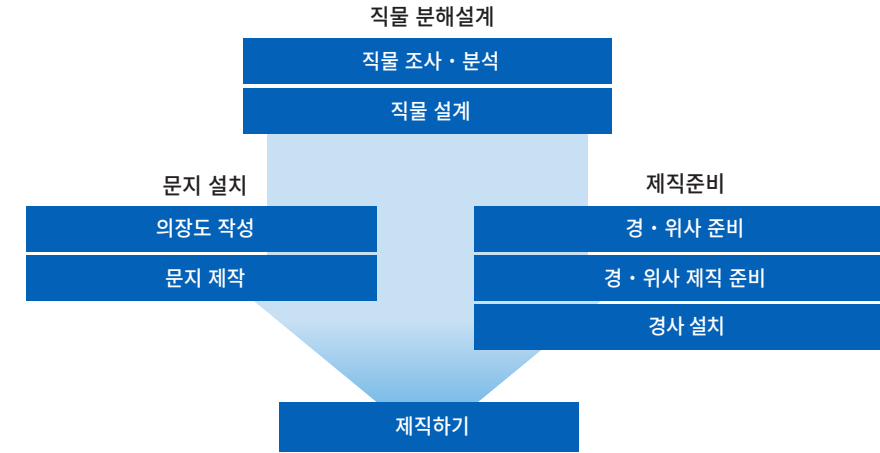 직물 분해설계
직물 조사・분석
직물 설계
문지 설치
의장도 작성
문지 제작
제직준비
경・위사 준비
경・위사 제직 준비
경사 설치
제직하기